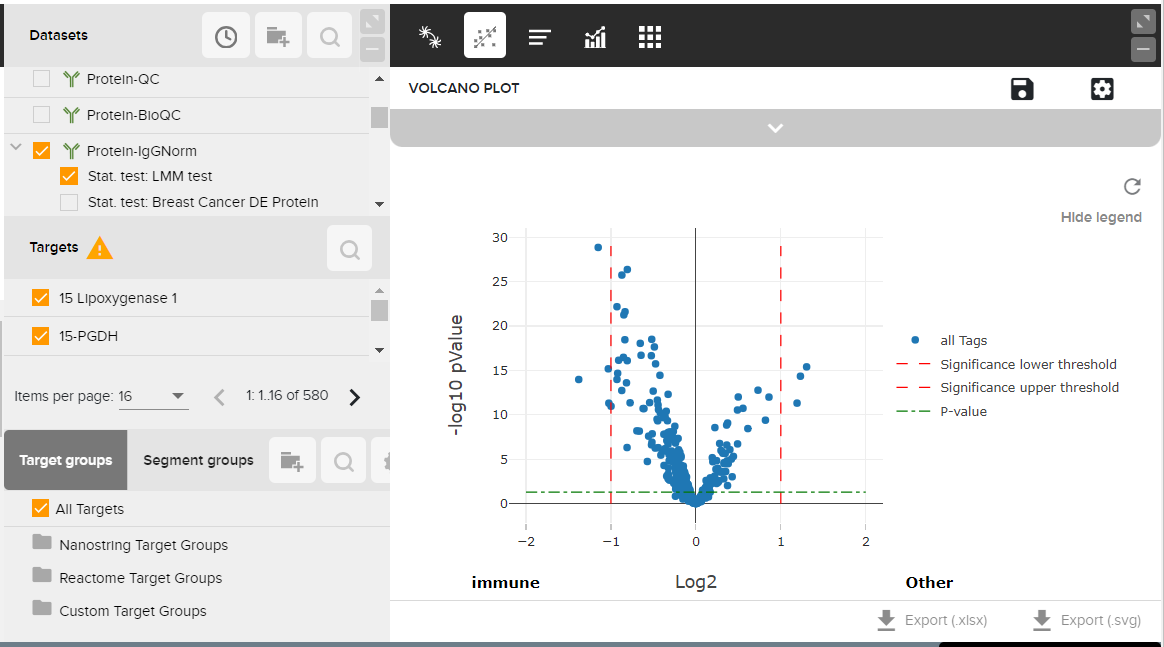 Datasets
Protein-QC
Protein-BioQC
Protein-IgGNorm
Stat. test: LMM test
Stat. test: Breast Cancer DE Protein
Targets
15 Lipoxygenase 1
15-PGDH
Items per page: 16
1: 1..16 of 580
Target groups
Segment groups
All Targets
Nanostring Target Groups
Reactome Target Groups
Custom Target Groups
VOLCANO PLOT
Hide legend
30
25
20
15
10
5
0
-log10 pValue
−2
−1
0
1
2
immune
Log2
Other
all Tags
Significance lower threshold
Significance upper threshold
P-value
Export (.xlsx)
Export (.svg)